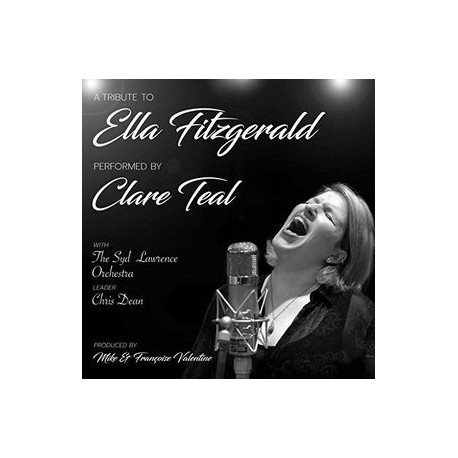 A TRIBUTE TO
Ella Fitzgerald
PERFORMED BY
Clare Teal
WITH
The Syd Lawrence
Orchestra
LEADER
Chris Dean
PRODUCED BY
Mike & Françoise Valentine